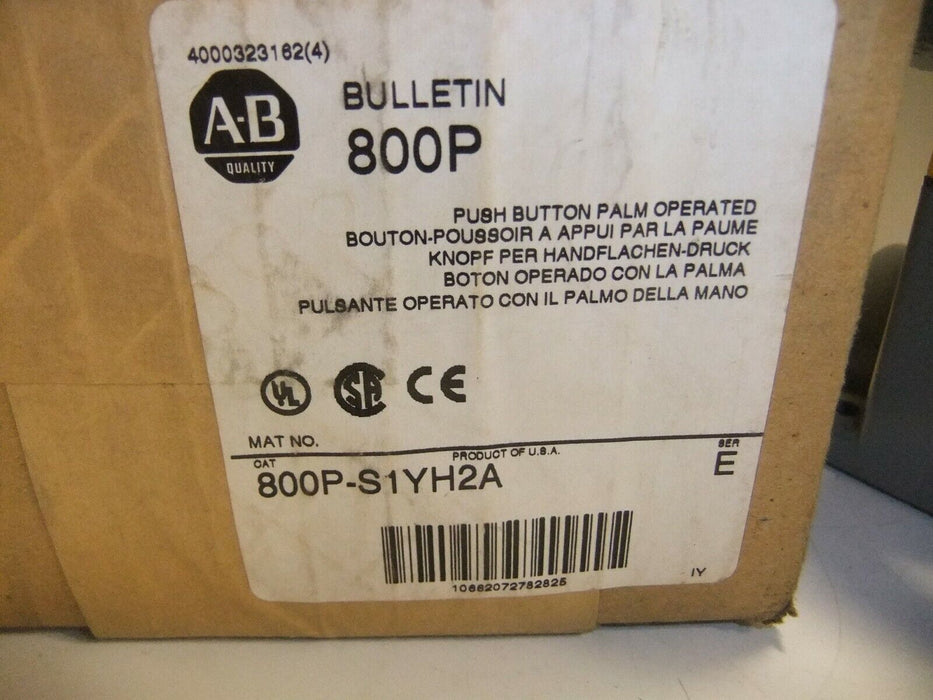 4000323162(4)
A-B
QUALITY
BULLETIN
800P
PUSH BUTTON PALM OPERATED
BOUTON-POUSSOIR A APPUI PAR LA PAUME
KNOPF PER HANDFLACHEN-DRUCK
BOTON OPERADO CON LA PALMA
PULSANTE OPERATO CON IL PALMO DELLA MANO
UL
SA
CE
MAT NO.
CAT
PRODUCT OF U.S.A.
SER
800P-S1YH2A
E
10662072782825
IY